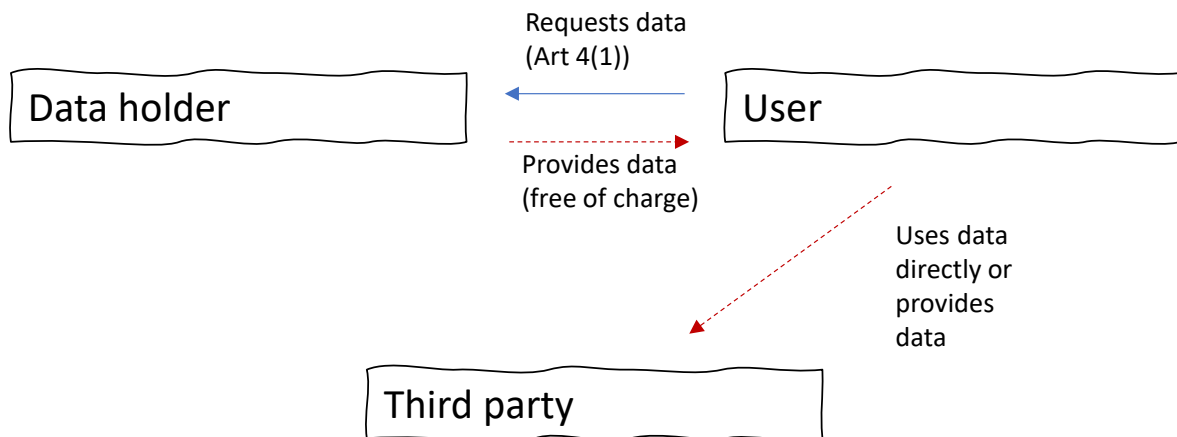 Requests data
(Art 4(1))
Data holder
User
Provides data
(free of charge)
Uses data
directly or
provides
data
Third party